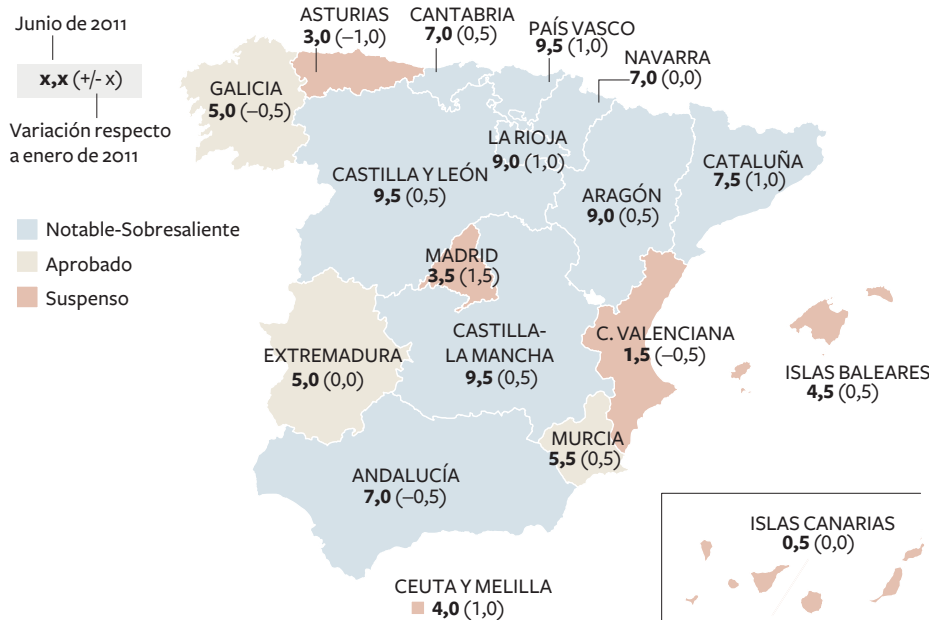 Junio de 2011
x,x (+/- x)
Variación respecto
a enero de 2011
Notable-Sobresaliente
Aprobado
Suspenso
ASTURIAS
3,0 (–1,0)
CANTABRIA
7,0 (0,5)
PAÍS VASCO
9,5 (1,0)
NAVARRA
7,0 (0,0)
GALICIA
5,0 (–0,5)
LA RIOJA
9,0 (1,0)
CASTILLA Y LEÓN
9,5 (0,5)
ARAGÓN
9,0 (0,5)
CATALUÑA
7,5 (1,0)
MADRID
3,5 (1,5)
EXTREMADURA
5,0 (0,0)
CASTILLA-
LA MANCHA
9,5 (0,5)
C. VALENCIANA
1,5 (–0,5)
ISLAS BALEARES
4,5 (0,5)
MURCIA
5,5 (0,5)
ANDALUCÍA
7,0 (–0,5)
ISLAS CANARIAS
0,5 (0,0)
CEUTA Y MELILLA
4,0 (1,0)